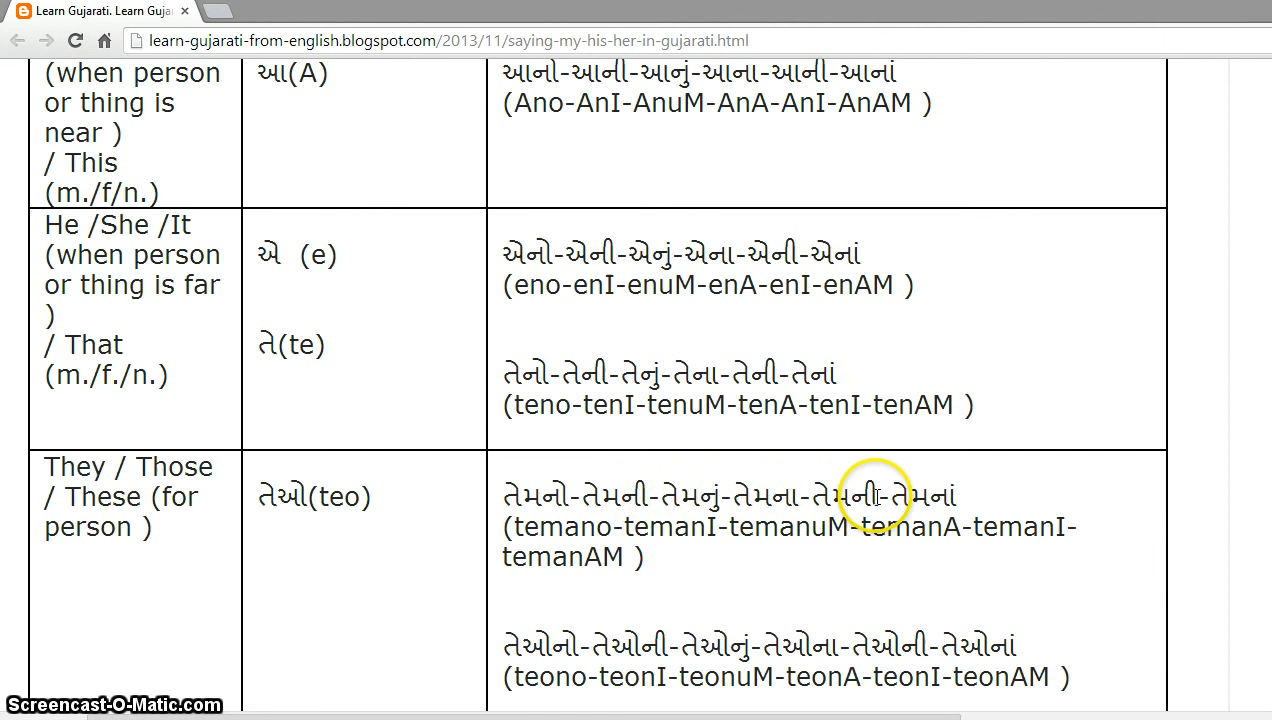 Learn Gujarati. Learn Guja
learn-gujarati-from-english.blogspot.com/2013/11/saying-my-his-her-in-gujarati.html
(when person
or thing is
near )
/ This
(m./f/n.)
આ(A)
આનો-આની-આનું-આના-આની-આનાં
(Ano-AnI-AnuM-AnA-AnI-AnAM )
He /She /It
(when person
or thing is far
)
/ That
(m./f./n.)
એ (e)
તે(te)
એનો-એની-એનું-એના-એની-એનાં
(eno-enI-enuM-enA-enI-enAM )
તેનો-તેની-તેનું-તેના-તેની-તેનાં
(teno-tenI-tenuM-tenA-tenI-tenAM )
They / Those
/ These (for
person )
તેઓ(teo)
તેમનો-તેમની-તેમનું-તેમના-તેમની-તેમનાં
(temano-temanI-temanuM-temanA-temanI-
temanAM )
તેઓનો-તેઓની-તેઓનું-તેઓના-તેઓની-તેઓનાં
(teono-teonI-teonuM-teonA-teonI-teonAM )
Screencast-O-Matic.com